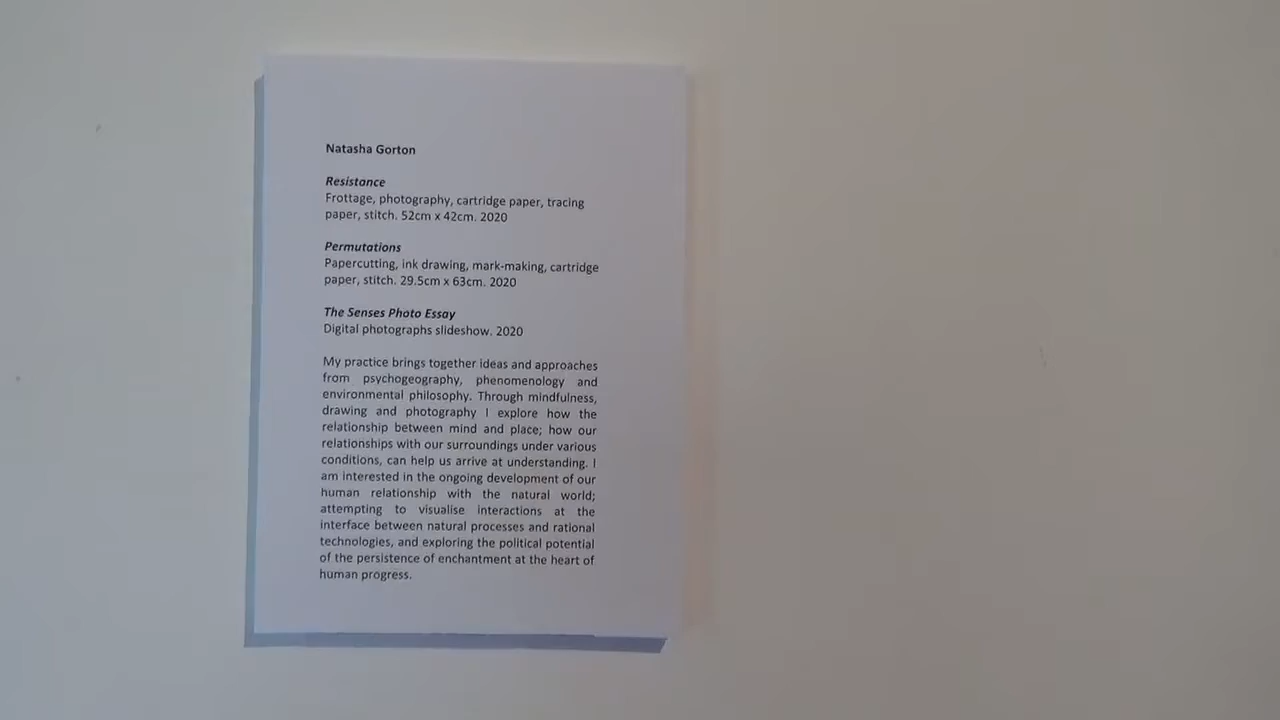 Natasha Gorton
Resistance
Frottage, photography, cartridge paper, tracing
paper, stitch. 52cm x 42cm. 2020
Permutations
Papercutting, ink drawing, mark-making, cartridge
paper, stitch. 29.5cm x 63cm. 2020
The Senses Photo Essay
Digital photographs slideshow. 2020
My practice brings together ideas and approaches
from psychogeography, phenomenology and
environmental philosophy. Through mindfulness,
drawing and photography I explore how the
relationship between mind and place; how our
relationships with our surroundings under various
conditions, can help us arrive at understanding. I
am interested in the ongoing development of our
human relationship with the natural world;
attempting to visualise interactions at the
interface between natural processes and rational
technologies, and exploring the political potential
of the persistence of enchantment at the heart of
human progress.